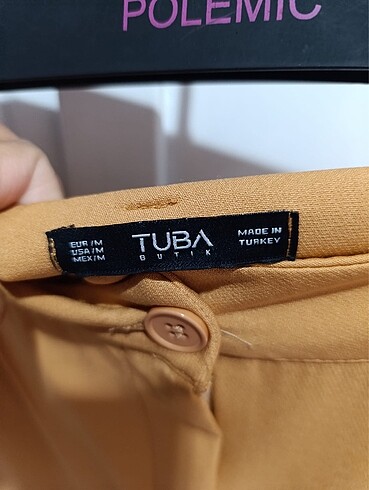 POLEMIC
EUR/M
USA/M
MEX/M
TUBA
BUTIK
MADE IN
TURKEY